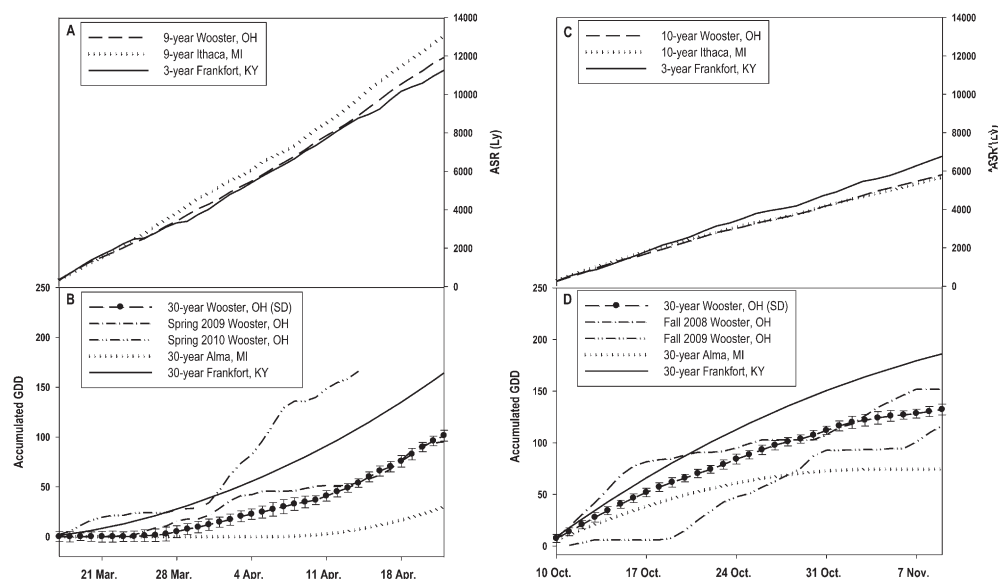 A
9-year Wooster, OH
9-year Ithaca, MI
3-year Frankfort, KY
14000
12000
10000
8000
6000
4000
2000
0
ASR (Ly)
B
30-year Wooster, OH (SD)
Spring 2009 Wooster, OH
Spring 2010 Wooster, OH
30-year Alma, MI
30-year Frankfort, KY
250
200
150
100
50
0
Accumulated GDD
21 Mar. 28 Mar. 4 Apr. 11 Apr. 18 Apr.
C
10-year Wooster, OH
10-year Ithaca, MI
3-year Frankfort, KY
14000
12000
10000
8000
6000
4000
2000
0
ASR (Ly)
D
30-year Wooster, OH (SD)
Fall 2008 Wooster, OH
Fall 2009 Wooster, OH
30-year Alma, MI
30-year Frankfort, KY
250
200
150
100
50
0
Accumulated GDD
10 Oct. 17 Oct. 24 Oct. 31 Oct. 7 Nov.